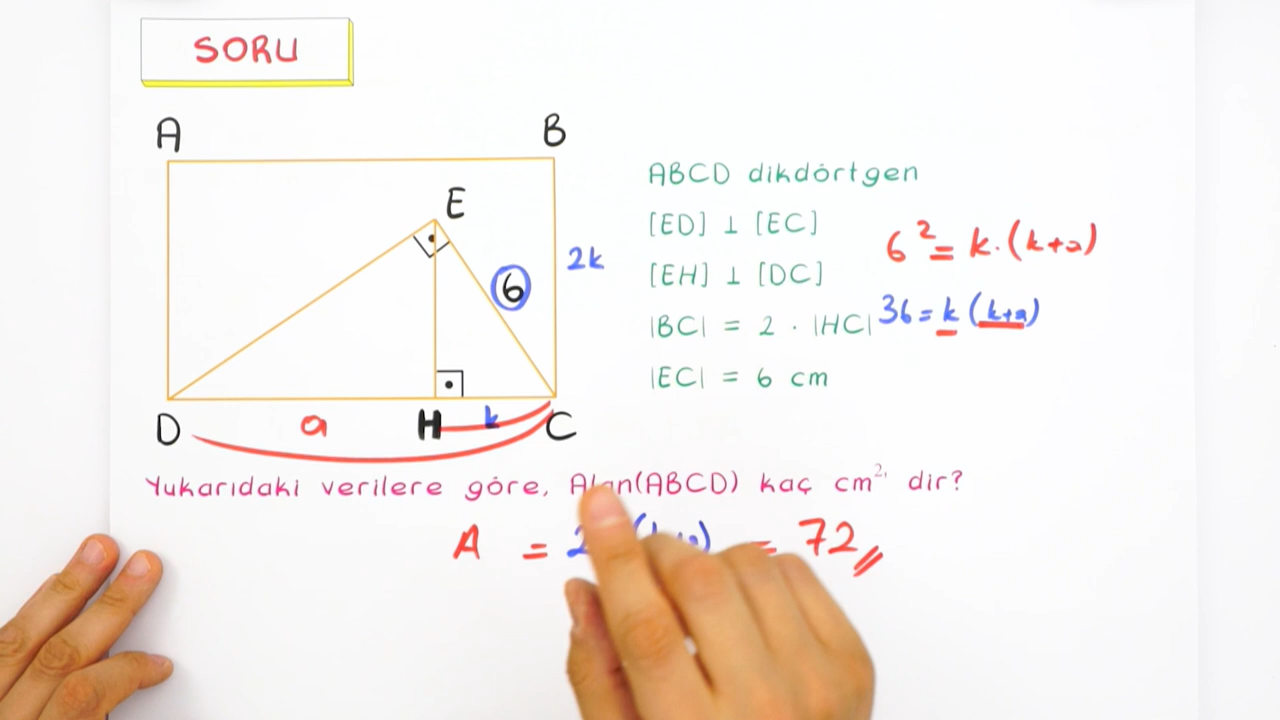 SORU
A
B
E
6
2k
D
a
H
k
C
ABCD dikdörtgen
[ED] ⊥ [EC]
[EH] ⊥ [DC]
|BC| = 2 · |HC|
|EC| = 6 cm
6² = k·(k+a)
36 = k (k+a)
Yukarıdaki verilere göre, Alan(ABCD) kaç cm² dir?
A = 2 = 72